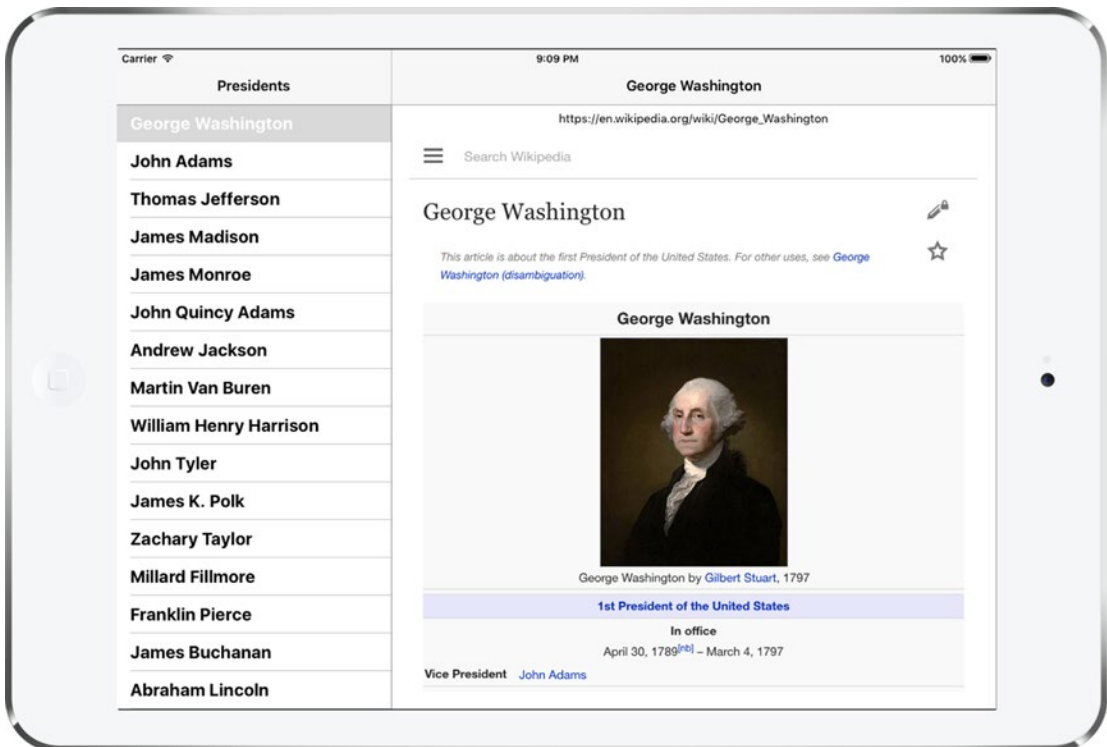 Carrier
9:09 PM
100%
Presidents
George Washington
John Adams
Thomas Jefferson
James Madison
James Monroe
John Quincy Adams
Andrew Jackson
Martin Van Buren
William Henry Harrison
John Tyler
James K. Polk
Zachary Taylor
Millard Fillmore
Franklin Pierce
James Buchanan
Abraham Lincoln
George Washington
https://en.wikipedia.org/wiki/George_Washington
Search Wikipedia
George Washington
This article is about the first President of the United States. For other uses, see George
Washington (disambiguation).
George Washington
George Washington by Gilbert Stuart, 1797
1st President of the United States
In office
April 30, 1789[nb] – March 4, 1797
Vice President John Adams